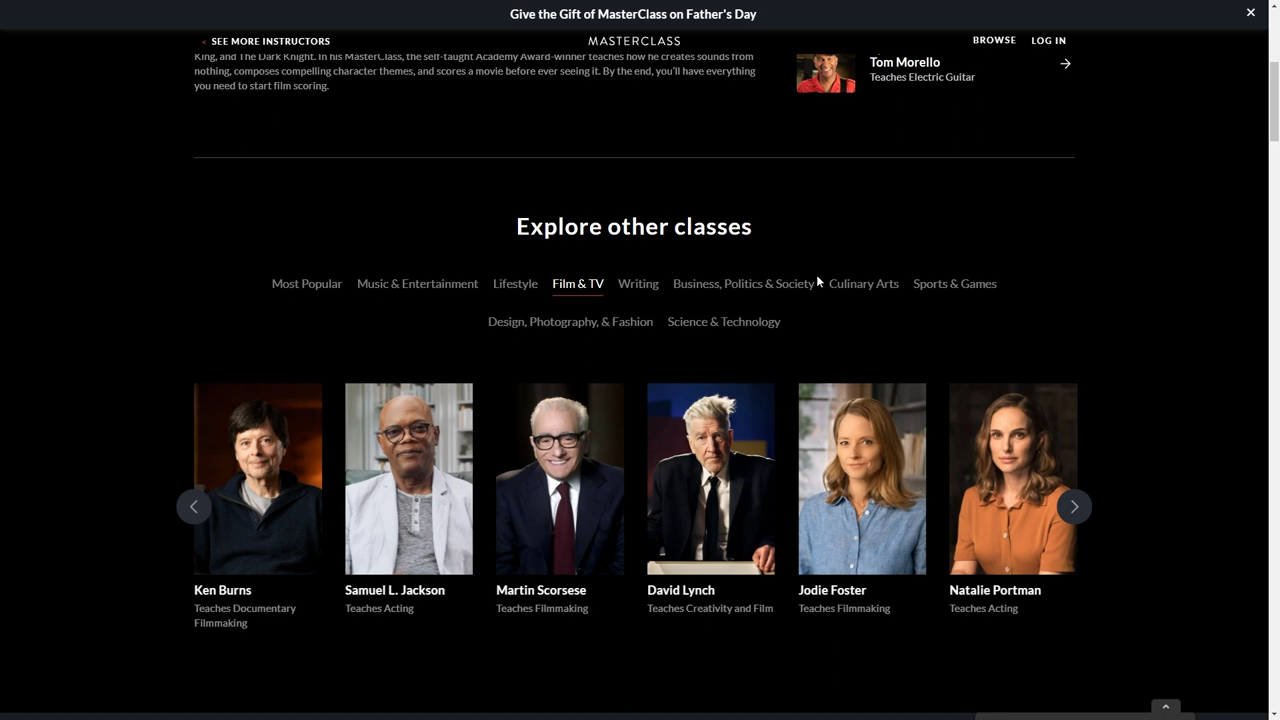 Give the Gift of MasterClass on Father's Day
< SEE MORE INSTRUCTORS
MASTERCLASS
BROWSE LOG IN
King, and The Dark Knight. In his MasterClass, the self-taught Academy Award-winner teaches how he creates sounds from
nothing, composes compelling character themes, and scores a movie before ever seeing it. By the end, you'll have everything
you need to start film scoring.
Tom Morello
Teaches Electric Guitar
Explore other classes
Most Popular Music & Entertainment Lifestyle Film & TV Writing Business, Politics & Society Culinary Arts Sports & Games
Design, Photography, & Fashion Science & Technology
Ken Burns
Teaches Documentary
Filmmaking
Samuel L. Jackson
Teaches Acting
Martin Scorsese
Teaches Filmmaking
David Lynch
Teaches Creativity and Film
Jodie Foster
Teaches Filmmaking
Natalie Portman
Teaches Acting